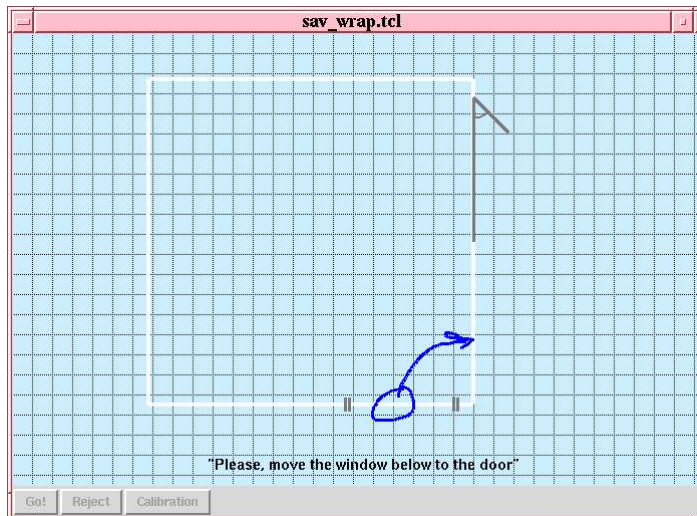 sav_wrap.tcl
"Please, move the window below to the door"
Go! Reject Calibration